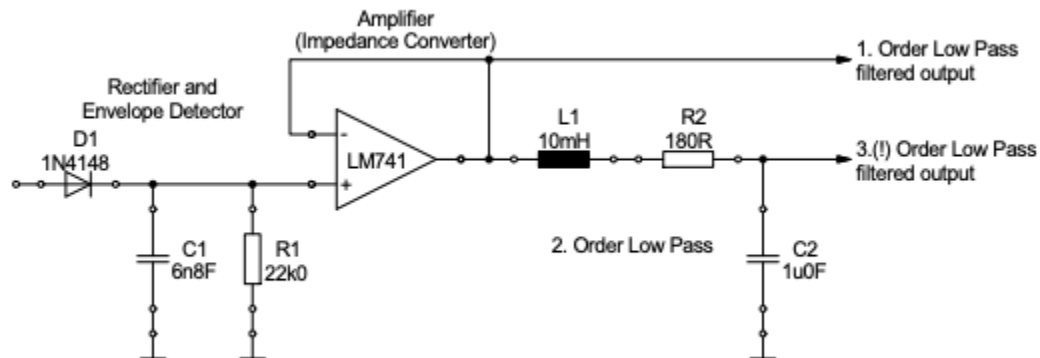 Amplifier
(Impedance Converter)
1. Order Low Pass
filtered output
Rectifier and
Envelope Detector
D1
1N4148
-
LM741
+
L1
10mH
R2
180R
3.(!) Order Low Pass
filtered output
C1
6n8F
R1
22k0
2. Order Low Pass
C2
1u0F